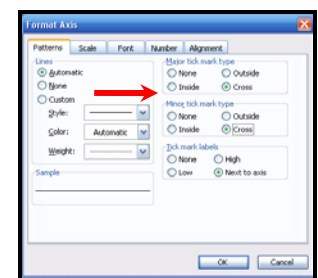 Format Axis
Patterns Scale Font Number Alignment
Lines
Automatic
None
Custom
Style:
Color: Automatic
Weight:
Sample
Major tick mark type
None Outside
Inside Cross
Minor tick mark type
None Outside
Inside Cross
Tick mark labels
None High
Low Next to axis
OK Cancel